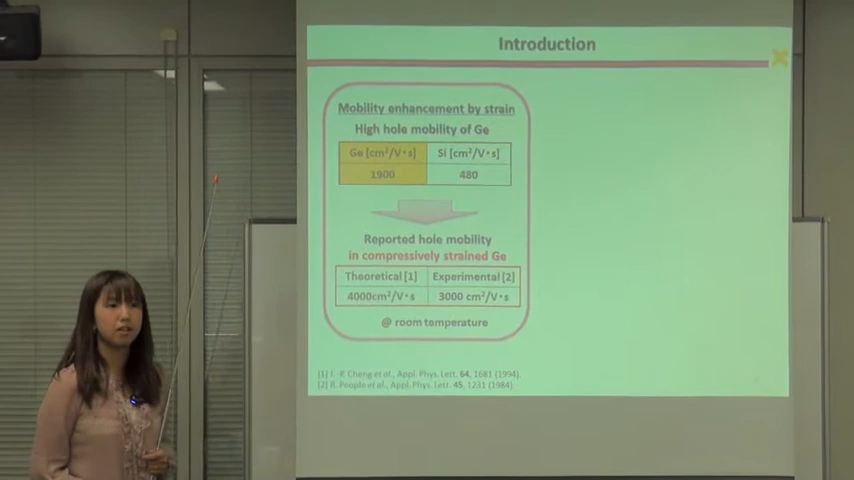 Introduction
Mobility enhancement by strain
High hole mobility of Ge
Ge [cm²/V・s] Si [cm²/V・s]
1900 480
Reported hole mobility
in compressively strained Ge
Theoretical [1] Experimental [2]
4000cm²/V・s 3000 cm²/V・s
@ room temperature
[1] J. -P. Cheng et al., Appl. Phys. Lett. 64, 1681 (1994).
[2] R. People et al., Appl. Phys. Lett. 45, 1231 (1984)